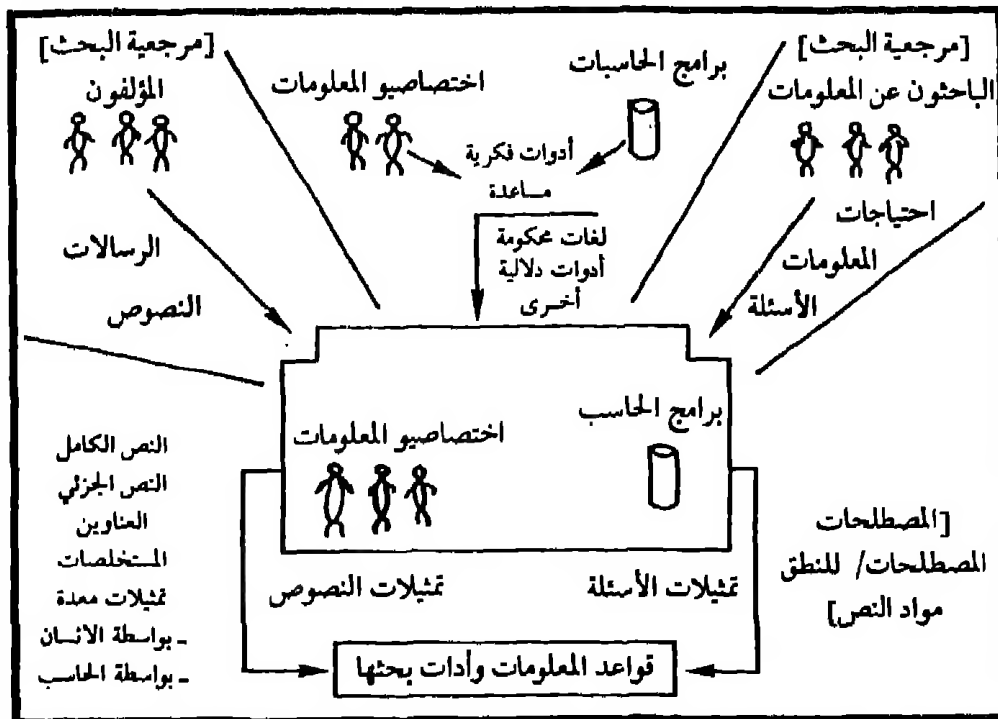 [مرجعية البحث]
الباحثون عن المعلومات
احتياجات
المعلومات
الأسئلة
برامج الحاسبات
اختصاصيو المعلومات
أدوات فكرية
مساعدة
لغات محكومة
أدوات دلالية
أخرى
[مرجعية البحث]
المؤلفون
الرسالات
النصوص
برامج الحاسب
اختصاصيو المعلومات
[المصطلحات
المصطلحات/ للنطق
مواد النص]
تمثيلات الأسئلة
تمثيلات النصوص
النص الكامل
النص الجزئي
العناوين
المستخلصات
تمثيلات معدة
ـ بواسطة الانسان
ـ بواسطة الحاسب
قواعد المعلومات وأدات بحثها